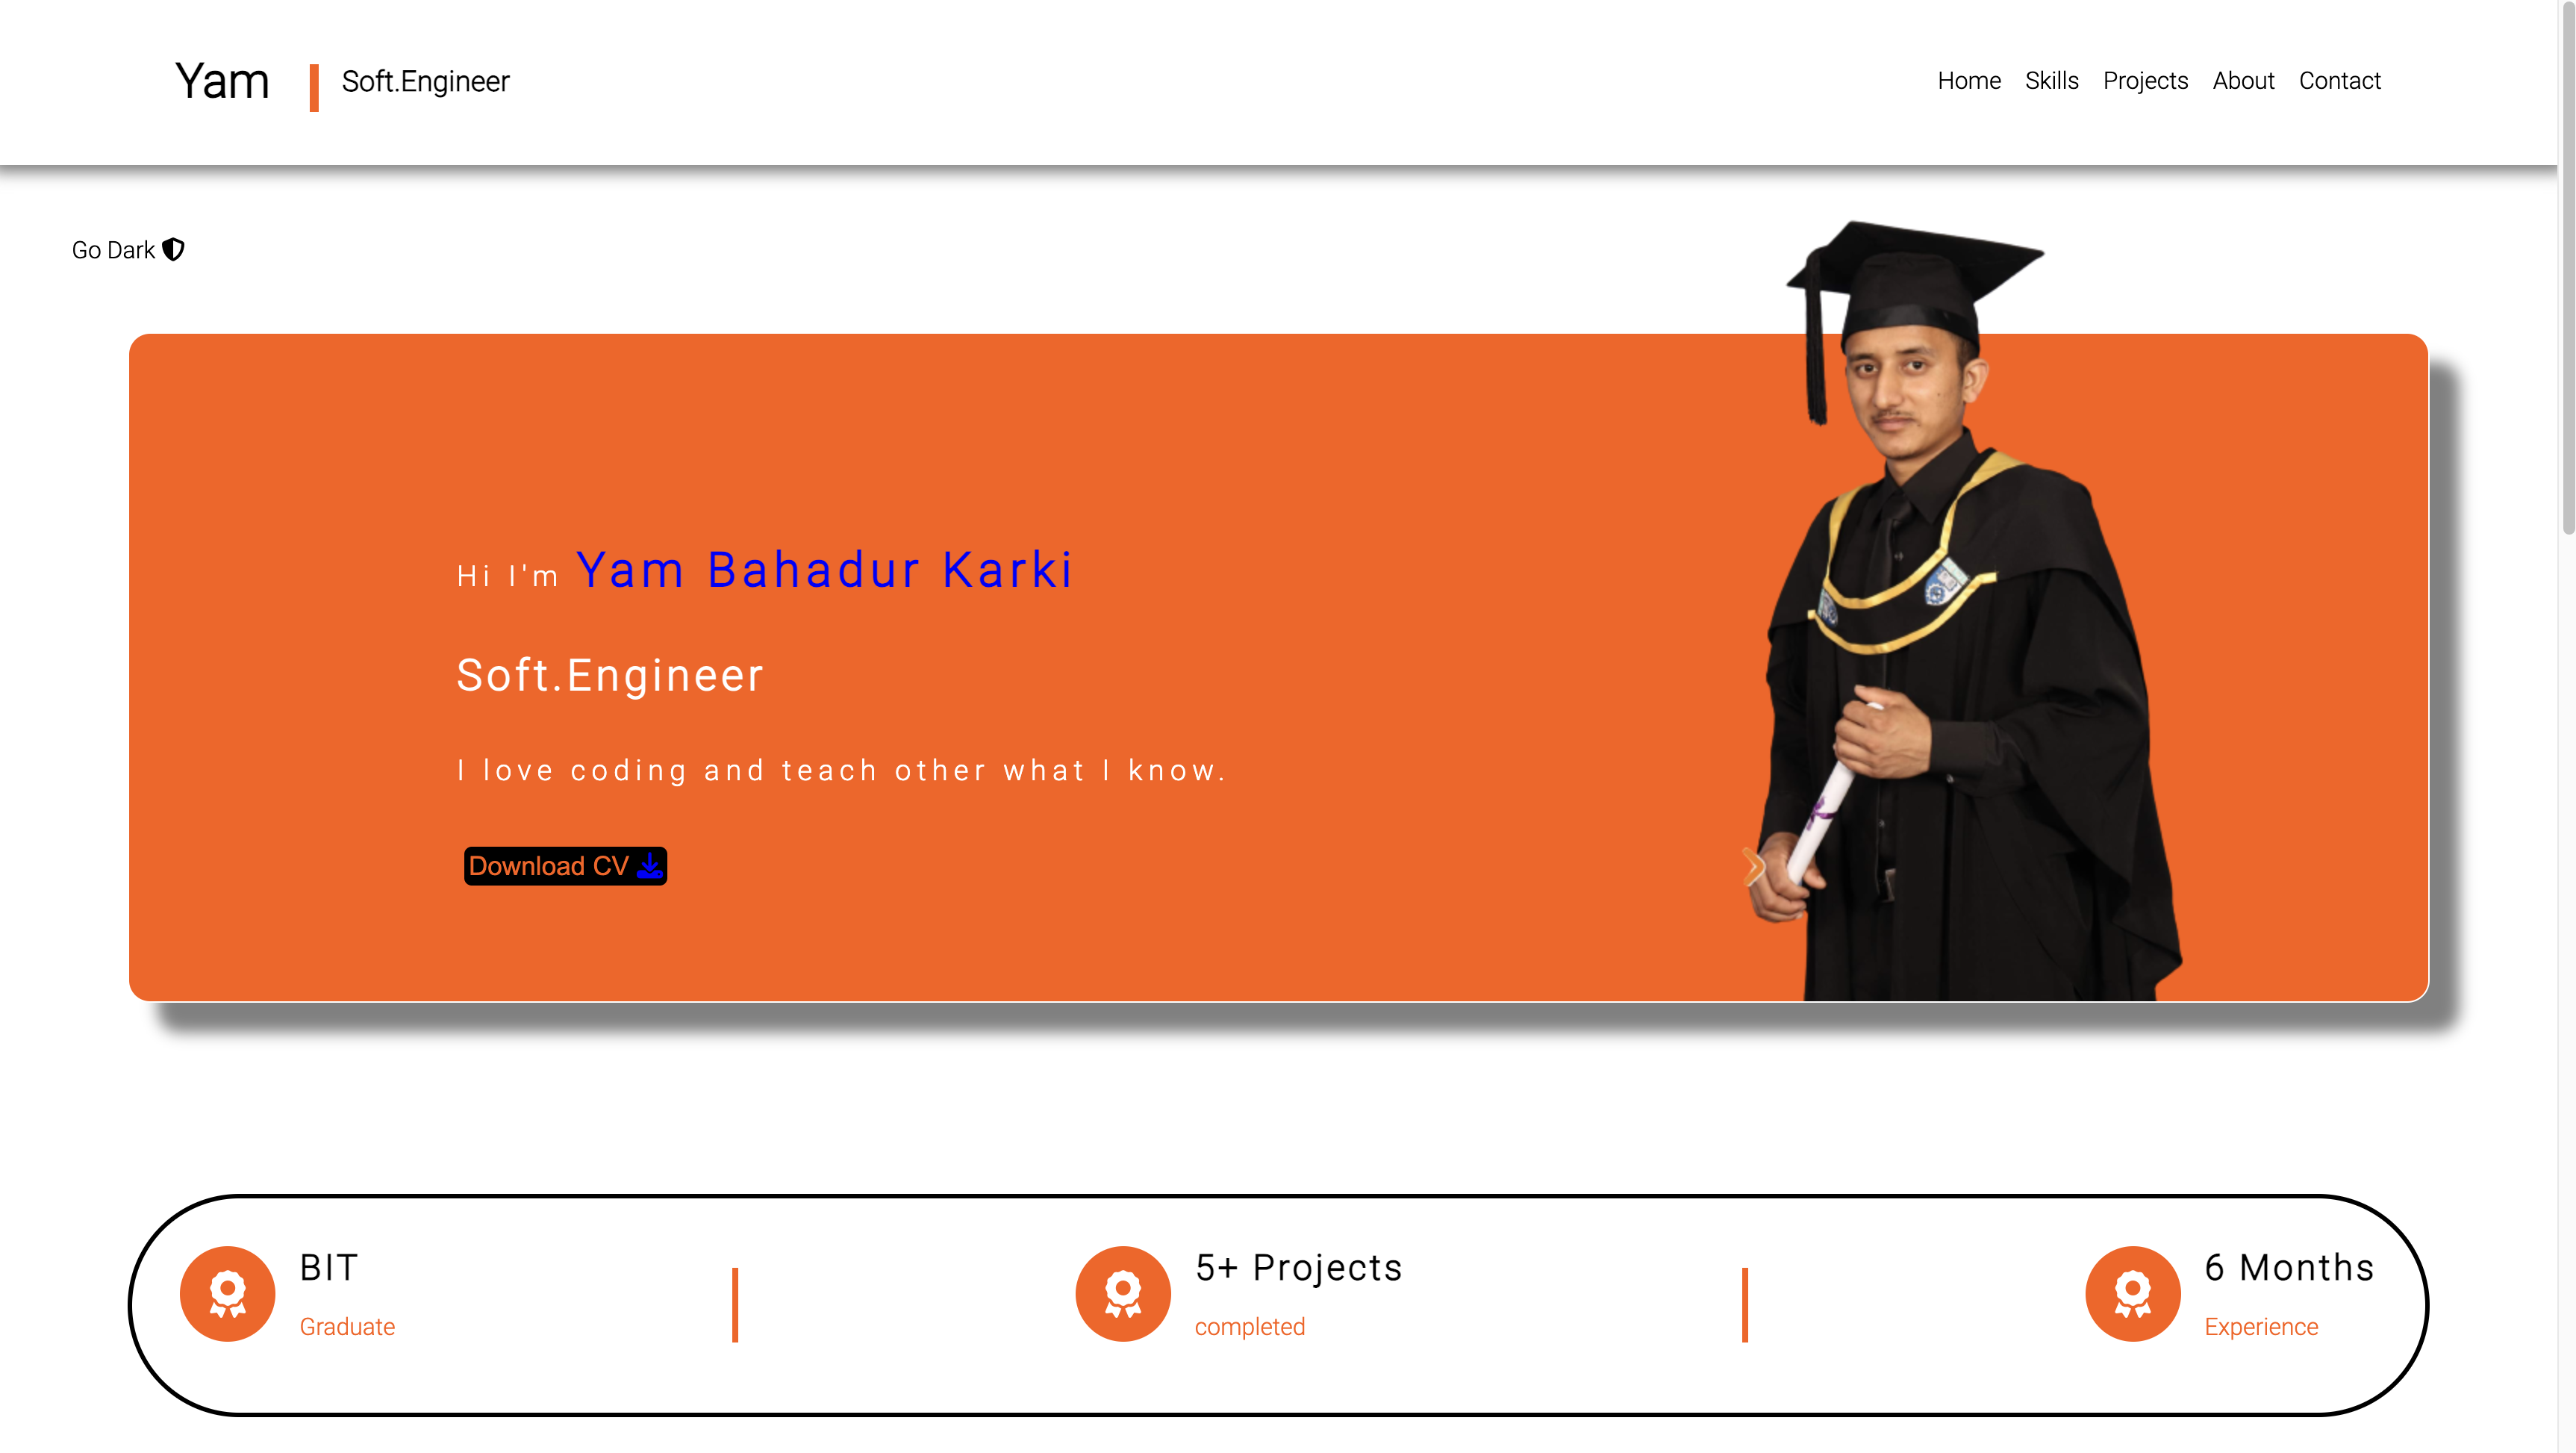 Yam
Soft.Engineer
Home Skills Projects About Contact
Go Dark
Hi I'm Yam Bahadur Karki
Soft.Engineer
I love coding and teach other what I know.
Download CV
BIT
Graduate
5+ Projects
completed
6 Months
Experience